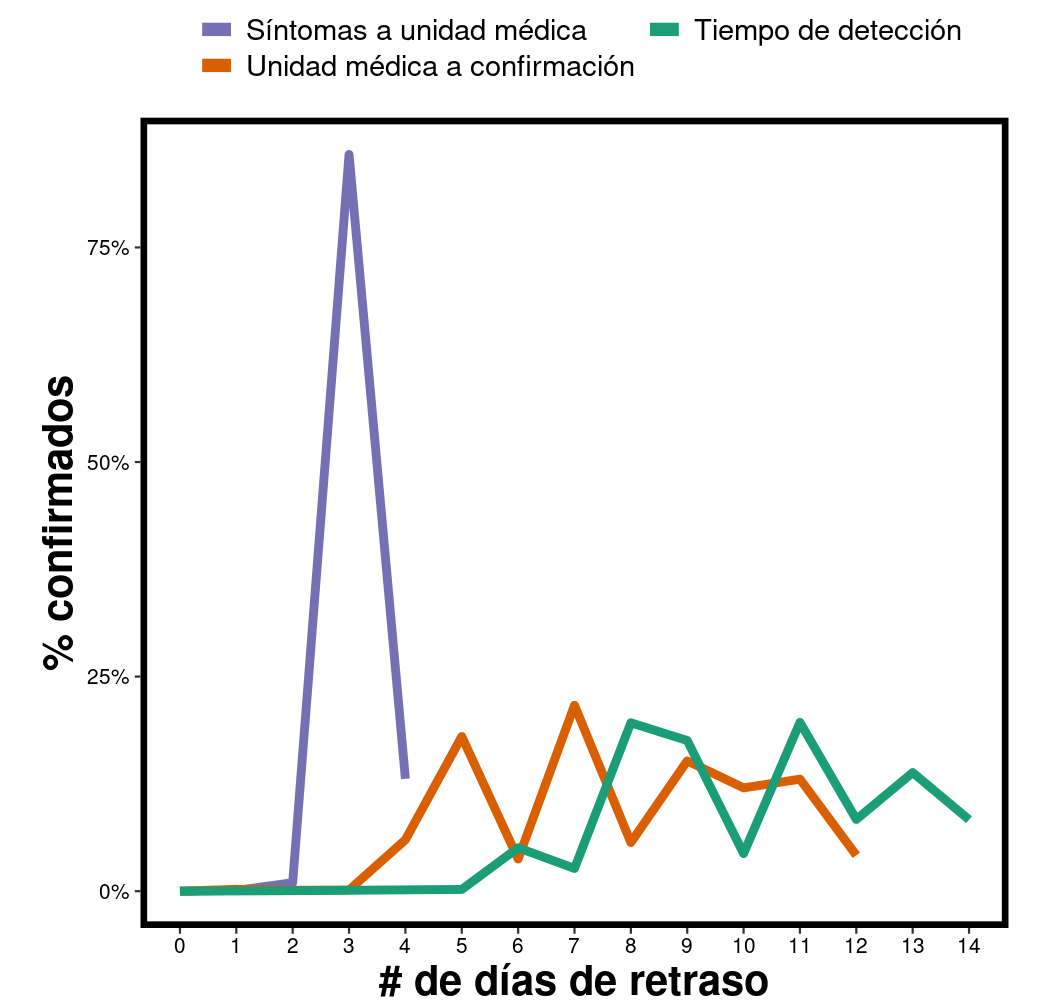 Síntomas a unidad médica
Tiempo de detección
Unidad médica a confirmación
75%
50%
25%
0%
% confirmados
0 1 2 3 4 5 6 7 8 9 10 11 12 13 14
# de días de retraso